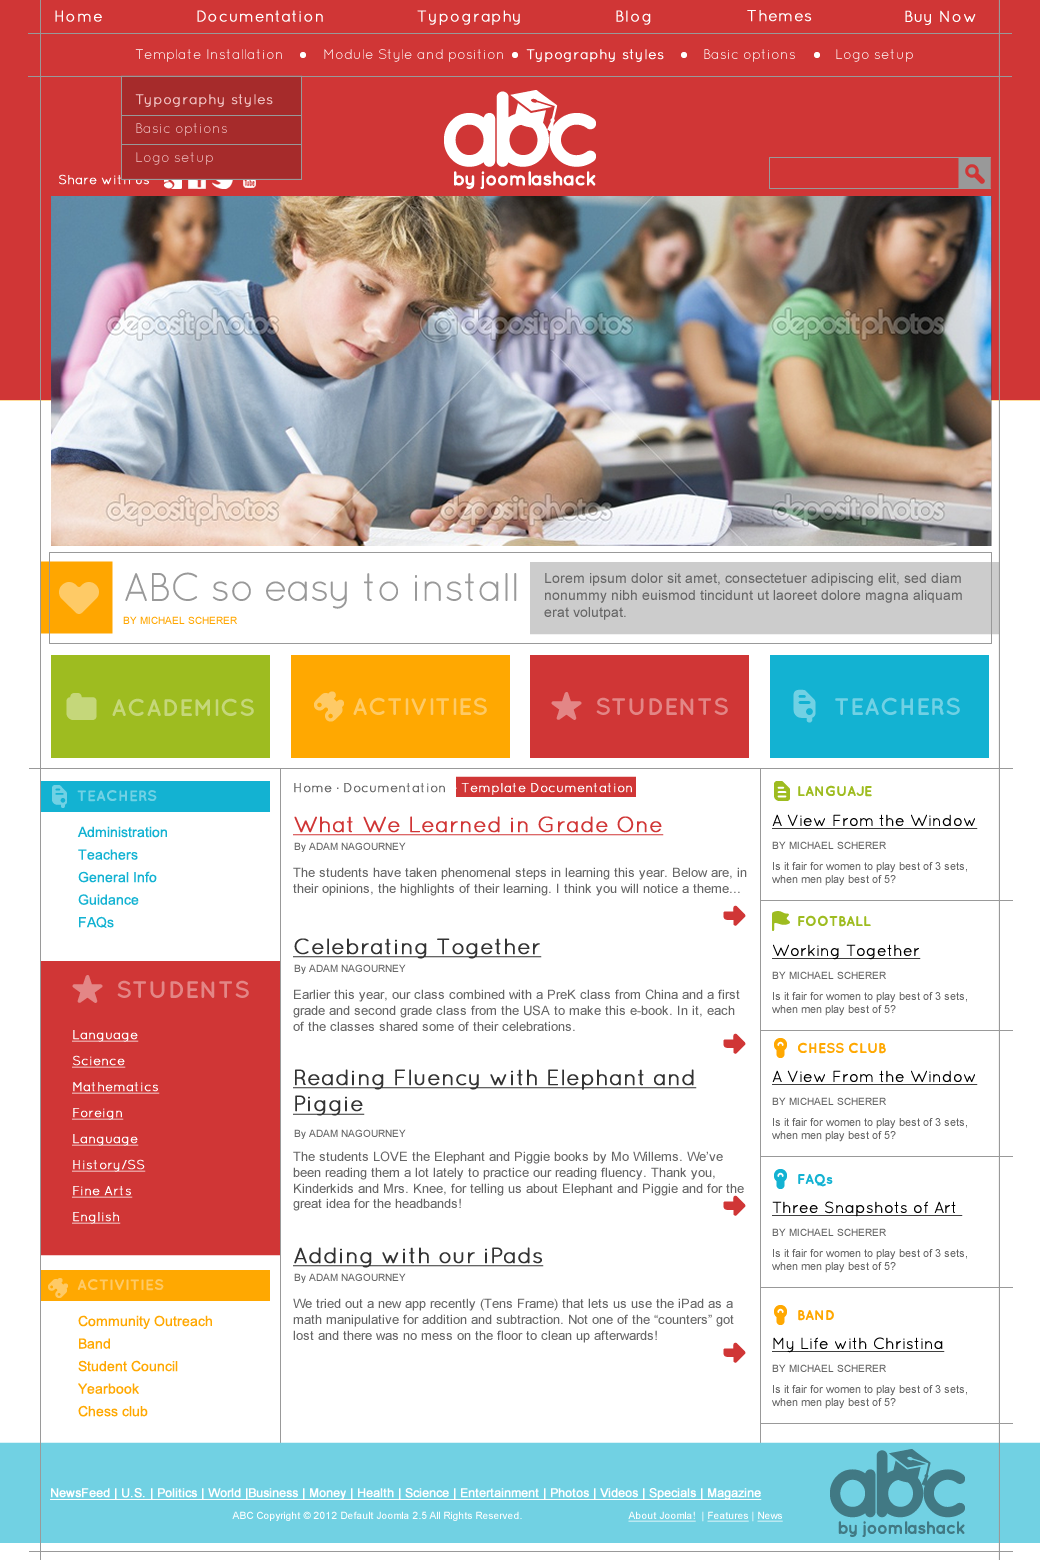 Home Documentation Typography Blog Themes Buy Now
Template Installation • Module Style and position • Typography styles • Basic options • Logo setup
Typography styles
Basic options
Logo setup
Share with us
abc
by joomlashack
depositphotos depositphotos depositphotos
depositphotos depositphotos depositphotos
ABC so easy to install
BY MICHAEL SCHERER
Lorem ipsum dolor sit amet, consectetuer adipiscing elit, sed diam
nonummy nibh euismod tincidunt ut laoreet dolore magna aliquam
erat volutpat.
ACADEMICS ACTIVITIES STUDENTS TEACHERS
TEACHERS
Administration
Teachers
General Info
Guidance
FAQs
STUDENTS
Language
Science
Mathematics
Foreign
Language
History/SS
Fine Arts
English
ACTIVITIES
Community Outreach
Band
Student Council
Yearbook
Chess club
Home · Documentation · Template Documentation
What We Learned in Grade One
By ADAM NAGOURNEY
The students have taken phenomenal steps in learning this year. Below are, in
their opinions, the highlights of their learning. I think you will notice a theme...
Celebrating Together
By ADAM NAGOURNEY
Earlier this year, our class combined with a PreK class from China and a first
grade and second grade class from the USA to make this e-book. In it, each
of the classes shared some of their celebrations.
Reading Fluency with Elephant and
Piggie
By ADAM NAGOURNEY
The students LOVE the Elephant and Piggie books by Mo Willems. We've
been reading them a lot lately to practice our reading fluency. Thank you,
Kinderkids and Mrs. Knee, for telling us about Elephant and Piggie and for the
great idea for the headbands!
Adding with our iPads
By ADAM NAGOURNEY
We tried out a new app recently (Tens Frame) that lets us use the iPad as a
math manipulative for addition and subtraction. Not one of the “counters” got
lost and there was no mess on the floor to clean up afterwards!
LANGUAJE
A View From the Window
BY MICHAEL SCHERER
Is it fair for women to play best of 3 sets,
when men play best of 5?
FOOTBALL
Working Together
BY MICHAEL SCHERER
Is it fair for women to play best of 3 sets,
when men play best of 5?
CHESS CLUB
A View From the Window
BY MICHAEL SCHERER
Is it fair for women to play best of 3 sets,
when men play best of 5?
FAQs
Three Snapshots of Art
BY MICHAEL SCHERER
Is it fair for women to play best of 3 sets,
when men play best of 5?
BAND
My Life with Christina
BY MICHAEL SCHERER
Is it fair for women to play best of 3 sets,
when men play best of 5?
NewsFeed | U.S. | Politics | World |Business | Money | Health | Science | Entertainment | Photos | Videos | Specials | Magazine
ABC Copyright © 2012 Default Joomla 2.5 All Rights Reserved. About Joomla! | Features | News
abc
by joomlashack